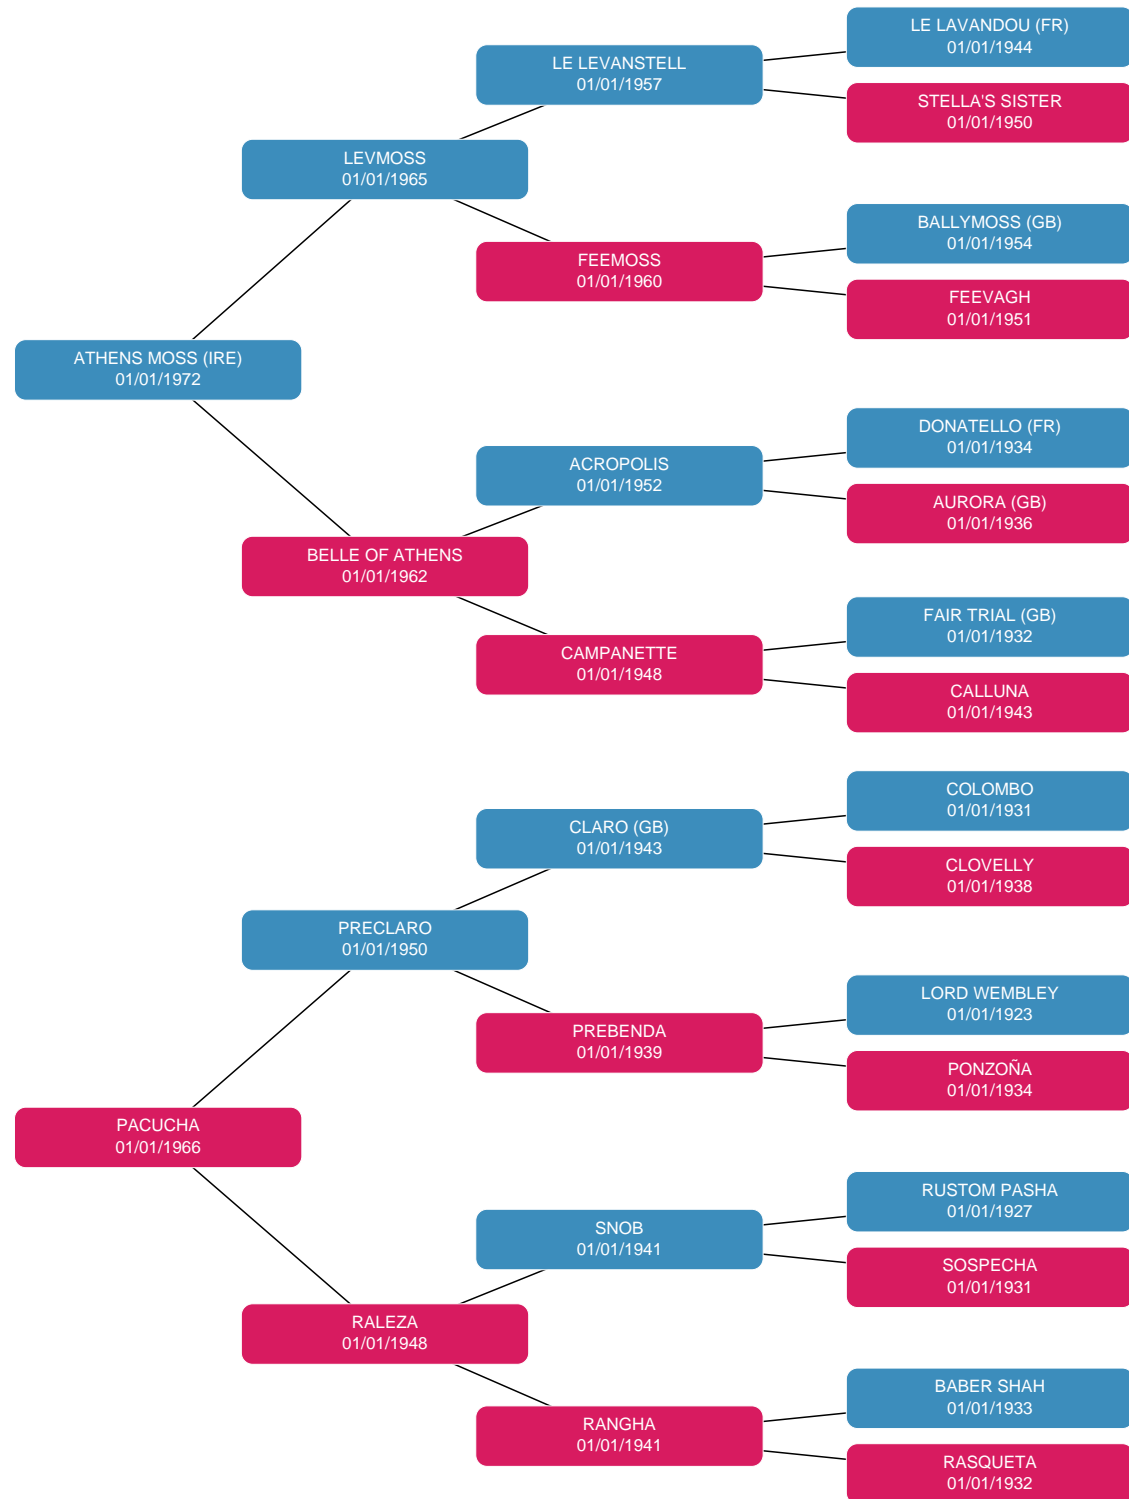 LE LAVANDOU (FR)
01/01/1944
LE LEVANSTELL
01/01/1957
STELLA'S SISTER
01/01/1950
LEVMOSS
01/01/1965
BALLYMOSS (GB)
01/01/1954
FEEMOSS
01/01/1960
FEEVAGH
01/01/1951
ATHENS MOSS (IRE)
01/01/1972
DONATELLO (FR)
01/01/1934
ACROPOLIS
01/01/1952
AURORA (GB)
01/01/1936
BELLE OF ATHENS
01/01/1962
FAIR TRIAL (GB)
01/01/1932
CAMPANETTE
01/01/1948
CALLUNA
01/01/1943
COLOMBO
01/01/1931
CLARO (GB)
01/01/1943
CLOVELLY
01/01/1938
PRECLARO
01/01/1950
LORD WEMBLEY
01/01/1923
PREBENDA
01/01/1939
PONZOÑA
01/01/1934
PACUCHA
01/01/1966
RUSTOM PASHA
01/01/1927
SNOB
01/01/1941
SOSPECHA
01/01/1931
RALEZA
01/01/1948
BABER SHAH
01/01/1933
RANGHA
01/01/1941
RASQUETA
01/01/1932